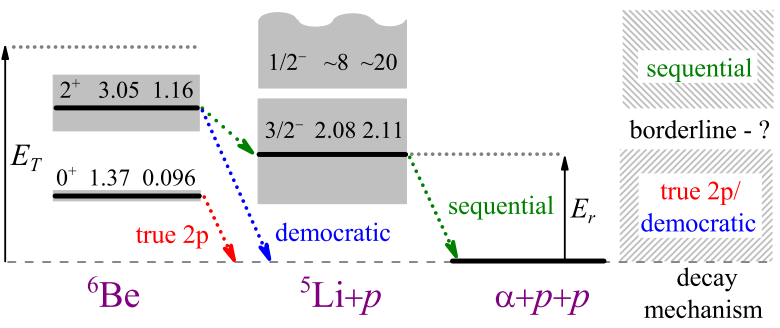 1/2⁻ ~8 ~20
sequential
2⁺ 3.05 1.16
3/2⁻ 2.08 2.11
borderline - ?
E_T
0⁺ 1.37 0.096
true 2p/
democratic
sequential
E_r
true 2p
democratic
⁶Be
⁵Li+p
α+p+p
decay
mechanism